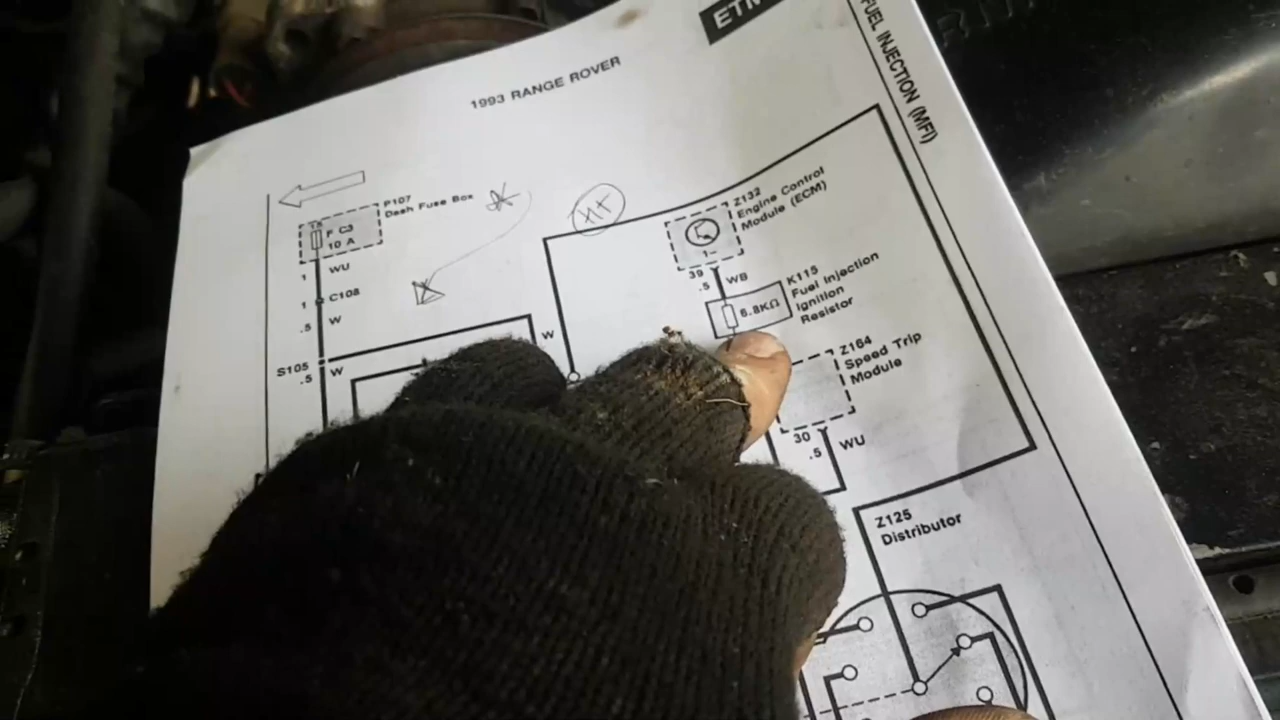 ETM
FUEL INJECTION (MFI)
1993 RANGE ROVER
P107
Dash Fuse Box
F C3
10 A
1
WU
1
C108
.5
W
S105
.5
W
W
Z132
Engine Control
Module (ECM)
39
.5
WB
6.8KΩ
K115
Fuel Injection
Ignition
Resistor
Z164
Speed Trip
Module
30
.5
WU
Z125
Distributor